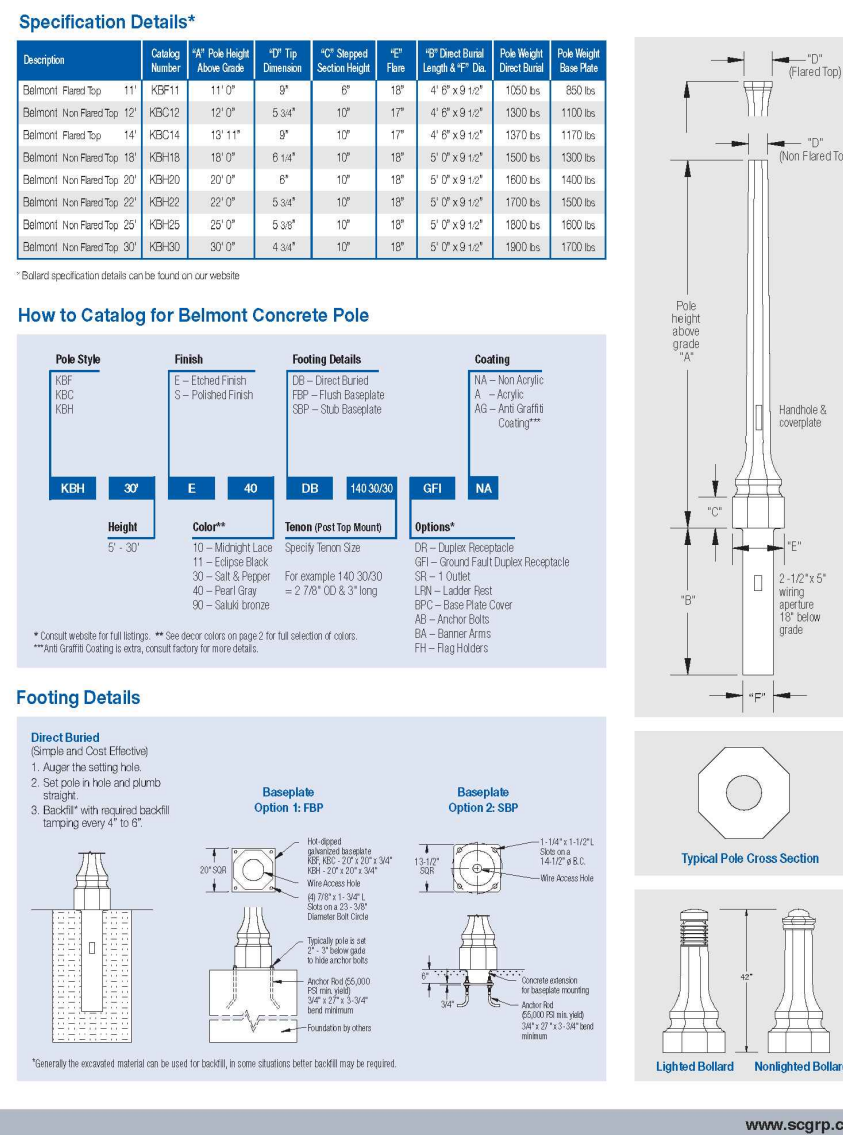 Specification Details*
Description
Catalog Number
"A" Pole Height Above Grade
"D" Tip Dimension
"C" Stepped Section Height
"E" Flare
"B" Direct Burial Length & "F" Dia.
Pole Weight Direct Burial
Pole Weight Base Plate
Belmont Flared Top 11' KBF11 11' 0" 9" 6" 18" 4' 6" x 9 1/2" 1050 lbs 850 lbs
Belmont Non Flared Top 12' KBC12 12' 0" 5 3/4" 10" 17" 4' 6" x 9 1/2" 1300 lbs 1100 lbs
Belmont Flared Top 14' KBC14 13' 11" 9" 10" 17" 4' 6" x 9 1/2" 1370 lbs 1170 lbs
Belmont Non Flared Top 18' KBH18 18' 0" 6 1/4" 10" 18" 5' 0" x 9 1/2" 1500 lbs 1300 lbs
Belmont Non Flared Top 20' KBH20 20' 0" 6" 10" 18" 5' 0" x 9 1/2" 1600 lbs 1400 lbs
Belmont Non Flared Top 22' KBH22 22' 0" 5 3/4" 10" 18" 5' 0" x 9 1/2" 1700 lbs 1500 lbs
Belmont Non Flared Top 25' KBH25 25' 0" 5 3/8" 10" 18" 5' 0" x 9 1/2" 1800 lbs 1600 lbs
Belmont Non Flared Top 30' KBH30 30' 0" 4 3/4" 10" 18" 5' 0" x 9 1/2" 1900 lbs 1700 lbs
* Bollard specification details can be found on our website
How to Catalog for Belmont Concrete Pole
Pole Style
KBF
KBC
KBH
Finish
E – Etched Finish
S – Polished Finish
Footing Details
DB – Direct Buried
FBP – Flush Baseplate
SBP – Stub Baseplate
Coating
NA – Non Acrylic
A – Acrylic
AG – Anti Graffiti
Coating***
KBH 30' E 40 DB 140 30/30 GFI NA
Height
5' - 30'
Color**
10 – Midnight Lace
11 – Eclipse Black
30 – Salt & Pepper
40 – Pearl Gray
90 – Saluki bronze
Tenon (Post Top Mount)
Specify Tenon Size
For example 140 30/30
= 2 7/8" OD & 3" long
Options*
DR – Duplex Receptacle
GFI – Ground Fault Duplex Receptacle
SR – 1 Outlet
LRN – Ladder Rest
BPC – Base Plate Cover
AB – Anchor Bolts
BA – Banner Arms
FH – Flag Holders
* Consult website for full listings. ** See decor colors on page 2 for full selection of colors.
***Anti Graffiti Coating is extra, consult factory for more details.
Footing Details
Direct Buried
(Simple and Cost Effective)
1. Auger the setting hole.
2. Set pole in hole and plumb
straight.
3. Backfill* with required backfill
tamping every 4" to 6".
Baseplate
Option 1: FBP
20" SQR
Hot-dipped
galvanized baseplate
KBF, KBC - 20" x 20" x 3/4"
KBH - 20" x 20" x 3/4"
Wire Access Hole
(4) 7/8" x 1- 3/4" L
Slots on a 23 - 3/8"
Diameter Bolt Circle
Typically pole is set
2" - 3" below gade
to hide anchor bolts
Anchor Rod (55,000
PSI min. yield)
3/4" x 27" x 3-3/4"
bend minimum
Foundation by others
Baseplate
Option 2: SBP
13-1/2"
SQR
1-1/4" x 1-1/2" L
Slots on a
14-1/2" ø B.C.
Wire Access Hole
6"
3/4"
Concrete extension
for baseplate mounting
Anchor Rod
(55,000 PSI min. yield)
3/4" x 27 " x 3- 3/4" bend
minimum
*Generally the excavated material can be used for backfill, in some situations better backfill may be required.
"D"
(Flared Top)
"D"
(Non Flared To
Pole
height
above
grade
"A"
Handhole &
coverplate
"C"
"E"
"B"
2 -1/2" x 5"
wiring
aperture
18" below
grade
"F"
Typical Pole Cross Section
42"
Lighted Bollard
Nonlighted Bollar
www.scgrp.c